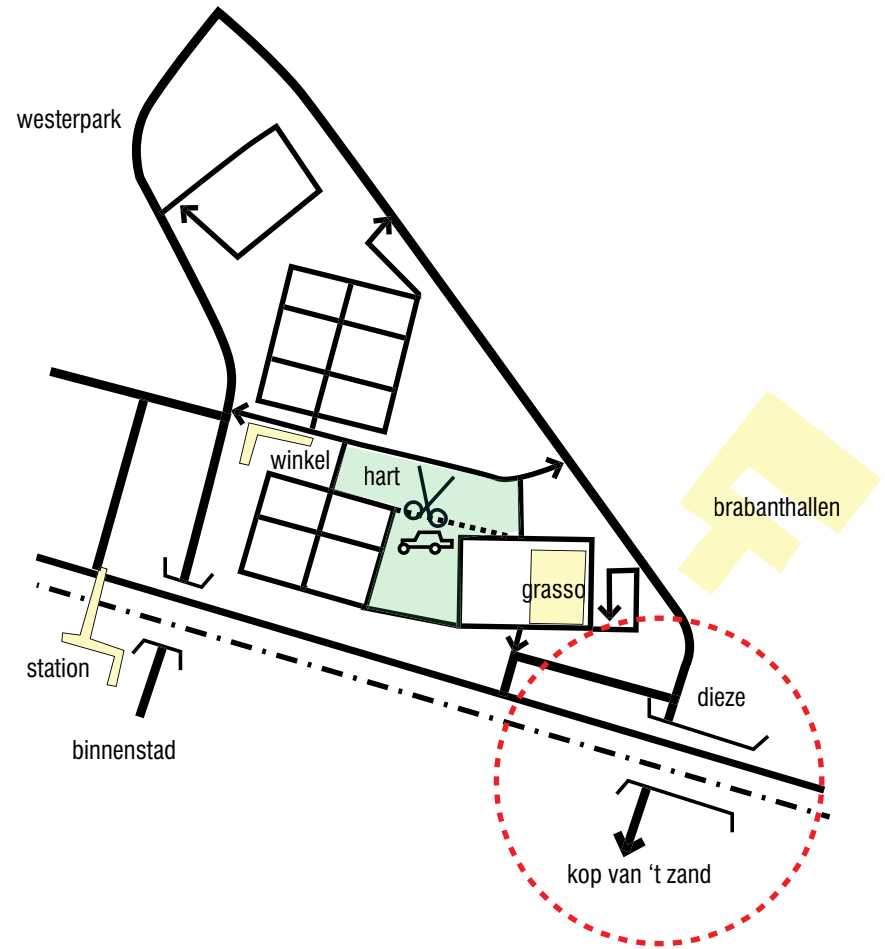 westerpark
winkel
hart
brabanthallen
grasso
station
dieze
binnenstad
kop van ‘t zand